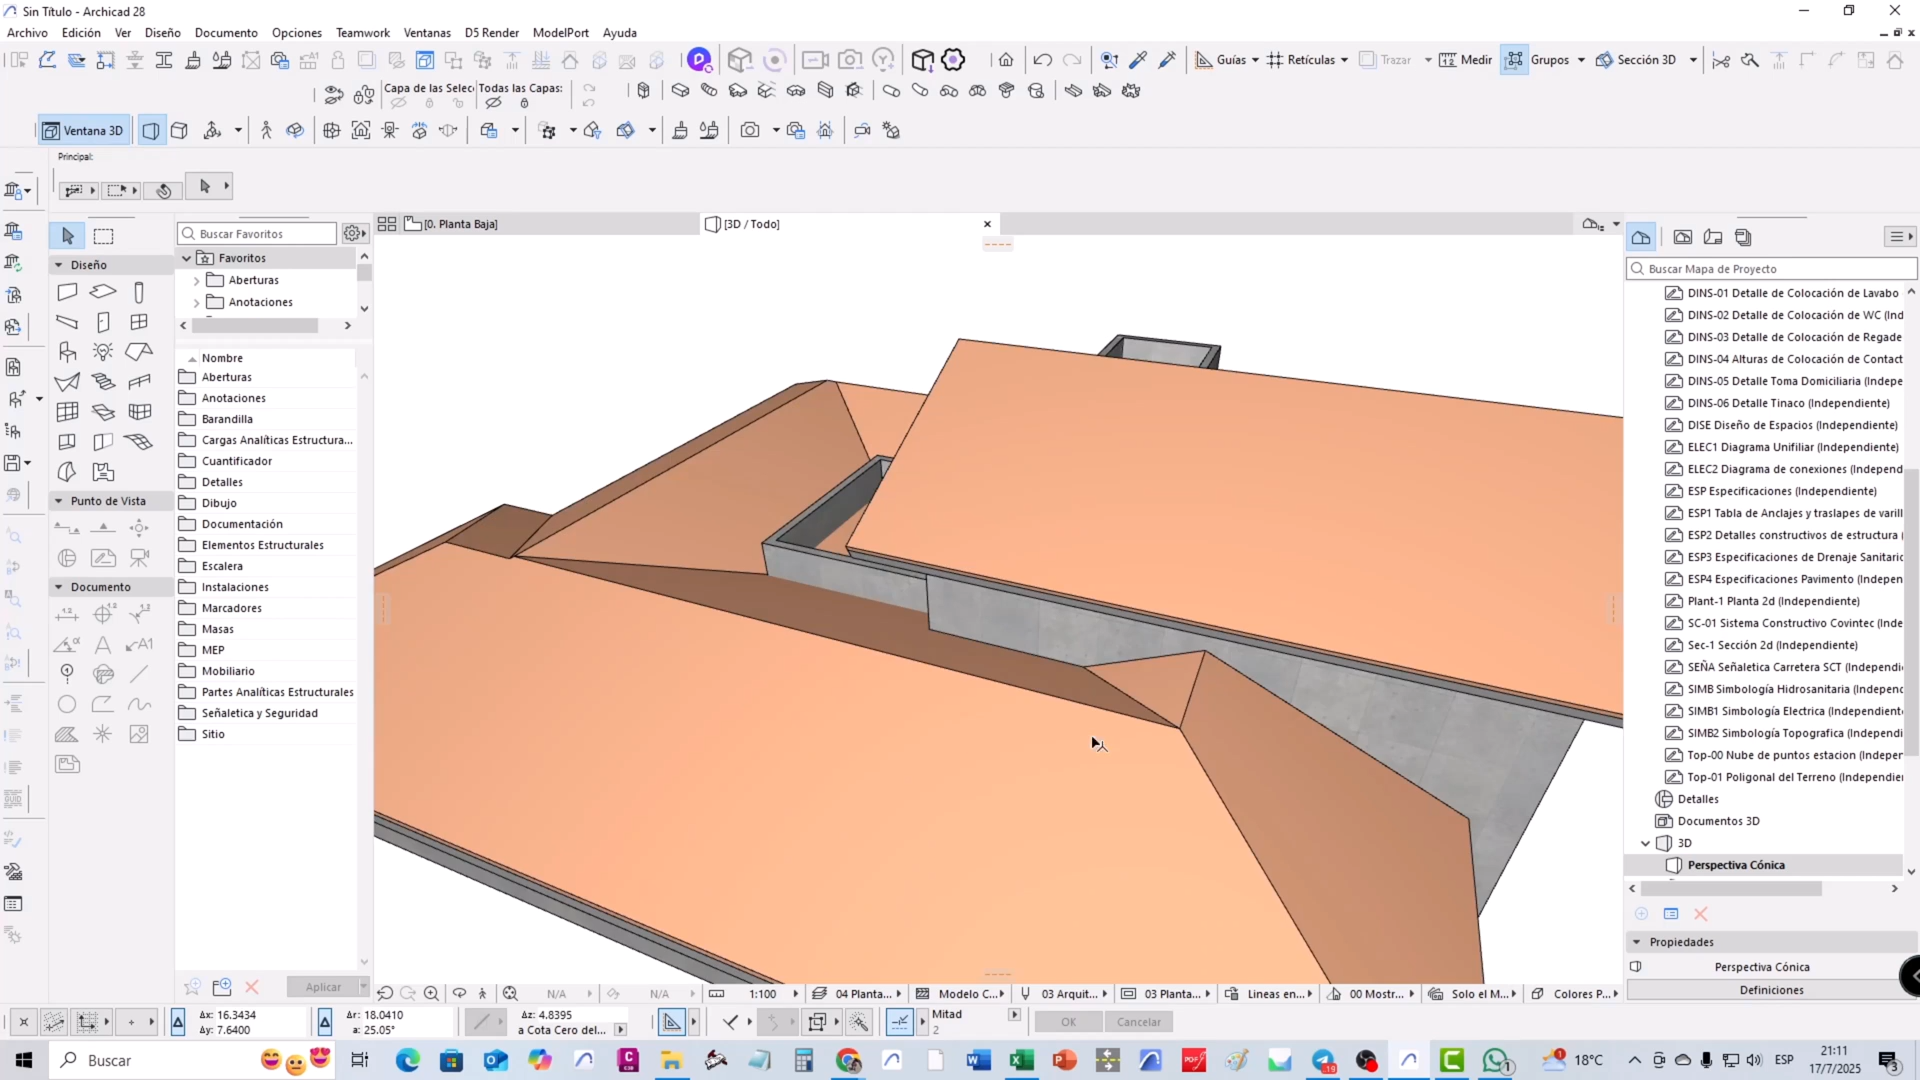 Sin Título - Archicad 28
Archivo Edición Ver Diseño Documento Opciones Teamwork Ventanas D5 Render ModelPort Ayuda
Guías Retículas Trazar Medir Grupos Sección 3D
Capa de las Selec Todas las Capas:
Ventana 3D
Principal:
Buscar Favoritos
[0. Planta Baja]
[3D / Todo]
Diseño
Favoritos
Aberturas
Anotaciones
Nombre
Aberturas
Anotaciones
Barandilla
Cargas Analíticas Estructura...
Cuantificador
Detalles
Dibujo
Documentación
Elementos Estructurales
Escalera
Instalaciones
Marcadores
Masas
MEP
Mobiliario
Partes Analíticas Estructurales
Señaletica y Seguridad
Sitio
Punto de Vista
Documento
Aplicar
Buscar Mapa de Proyecto
DINS-01 Detalle de Colocación de Lavabo
DINS-02 Detalle de Colocación de WC (Ind
DINS-03 Detalle de Colocación de Regade
DINS-04 Alturas de Colocación de Contact
DINS-05 Detalle Toma Domiciliaria (Indepe
DINS-06 Detalle Tinaco (Independiente)
DISE Diseño de Espacios (Independiente)
ELEC1 Diagrama Unifiliar (Independiente)
ELEC2 Diagrama de conexiones (Independ
ESP Especificaciones (Independiente)
ESP1 Tabla de Anclajes y traslapes de varill
ESP2 Detalles constructivos de estructura (
ESP3 Especificaciones de Drenaje Sanitaric
ESP4 Especificaciones Pavimento (Indepen
Plant-1 Planta 2d (Independiente)
SC-01 Sistema Constructivo Covintec (Inde
Sec-1 Sección 2d (Independiente)
SEÑA Señaletica Carretera SCT (Independi
SIMB Simbología Hidrosanitaria (Independ
SIMB1 Simbología Electrica (Independient
SIMB2 Simbología Topografica (Independi
Top-00 Nube de puntos estacion (Indepen
Top-01 Poligonal del Terreno (Independier
Detalles
Documentos 3D
3D
Perspectiva Cónica
Propiedades
Perspectiva Cónica
Definiciones
N/A N/A 1:100 04 Planta... Modelo C... 03 Arquit... 03 Planta... Lineas en... 00 Mostr... Solo el M... Colores P...
Δx: 16.3434
Δy: 7.6400
Δr: 18.0410
a: 25.05°
Δz: 4.8395
a Cota Cero del...
Mitad
2
OK Cancelar
Buscar
19
1
18°C
ESP
21:11
17/7/2025
3